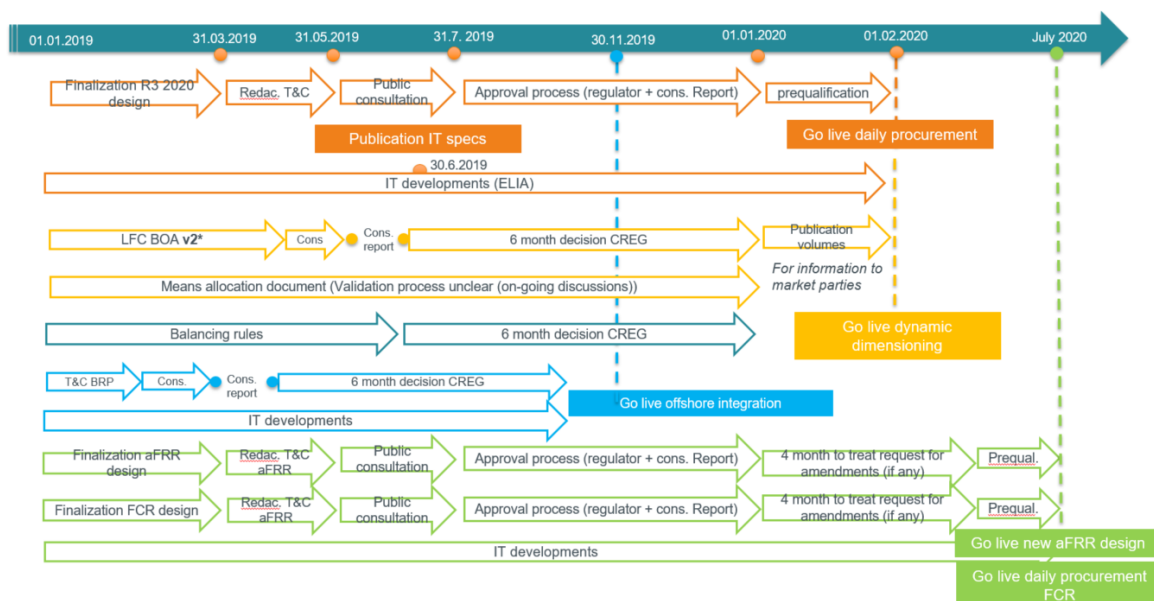 01.01.2019
31.03.2019
31.05.2019
31.7. 2019
30.11.2019
01.01.2020
01.02.2020
July 2020
Finalization R3 2020
design
Redac. T&C
Public
consultation
Approval process (regulator + cons. Report)
prequalification
Publication IT specs
Go live daily procurement
30.6.2019
IT developments (ELIA)
LFC BOA v2*
Cons
Cons.
report
6 month decision CREG
Publication
volumes
Means allocation document (Validation process unclear (on-going discussions))
For information to
market parties
Balancing rules
6 month decision CREG
Go live dynamic
dimensioning
T&C BRP
Cons.
Cons.
report
6 month decision CREG
Go live offshore integration
IT developments
Finalization aFRR
design
Redac. T&C
aFRR
Public
consultation
Approval process (regulator + cons. Report)
4 month to treat request for
amendments (if any)
Prequal.
Finalization FCR design
Redac. T&C
aFRR
Public
consultation
Approval process (regulator + cons. Report)
4 month to treat request for
amendments (if any)
Prequal.
IT developments
Go live new aFRR design
Go live daily procurement
FCR